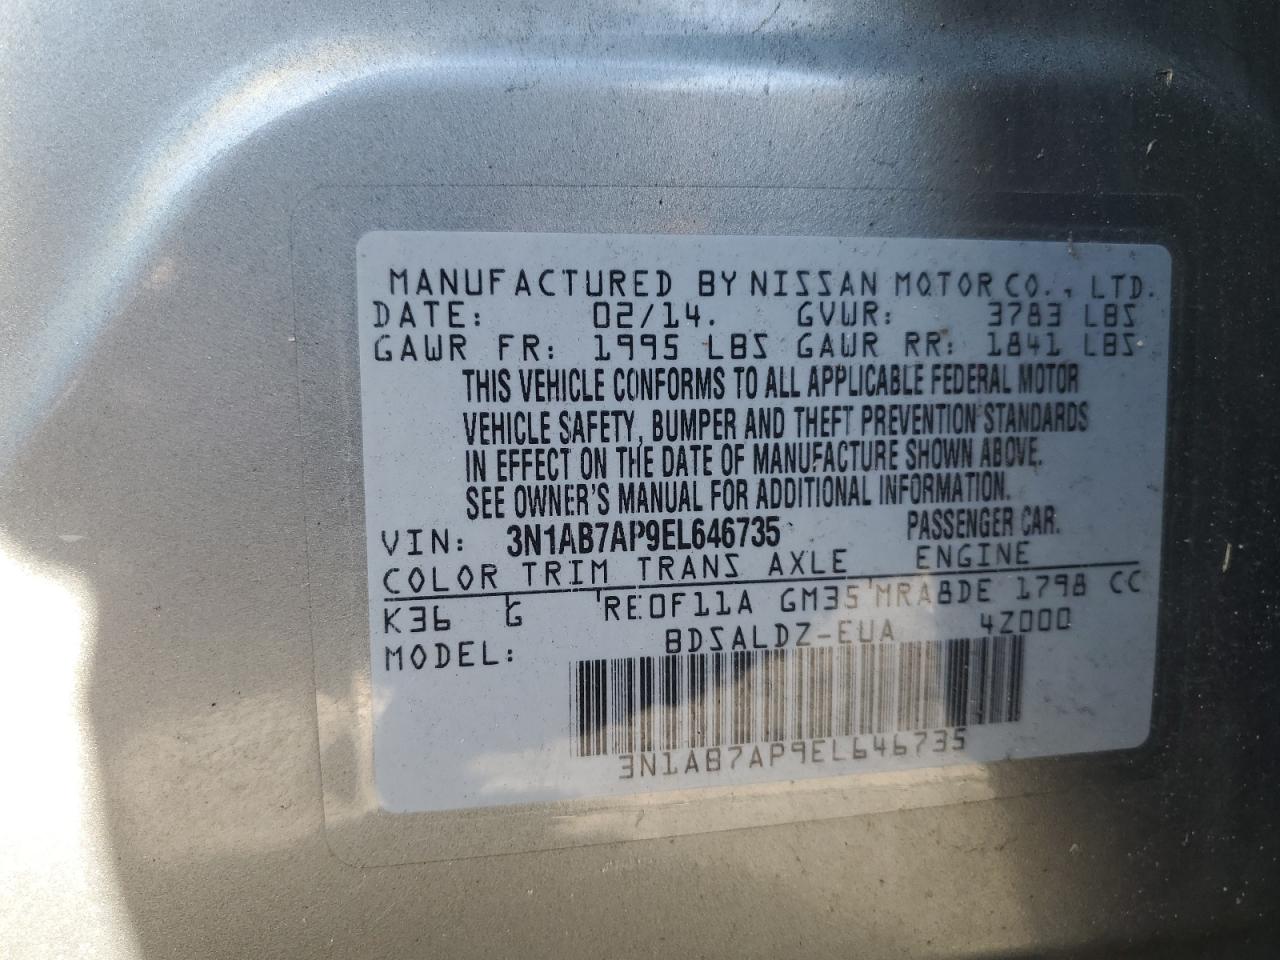 MANUFACTURED BY NISSAN MOTOR CO., LTD.
DATE: 02/14. GVWR: 3783 LBS
GAWR FR: 1995 LBS GAWR RR: 1841 LBS
THIS VEHICLE CONFORMS TO ALL APPLICABLE FEDERAL MOTOR
VEHICLE SAFETY, BUMPER AND THEFT PREVENTION STANDARDS
IN EFFECT ON THE DATE OF MANUFACTURE SHOWN ABOVE.
SEE OWNER'S MANUAL FOR ADDITIONAL INFORMATION.
VIN: 3N1AB7AP9EL646735 PASSENGER CAR.
COLOR TRIM TRANS AXLE ENGINE
K36 G RE0F11A GM35 MRA8DE 1798 CC
MODEL: BDSALDZ-EUA 4Z000
3N1AB7AP9EL646735